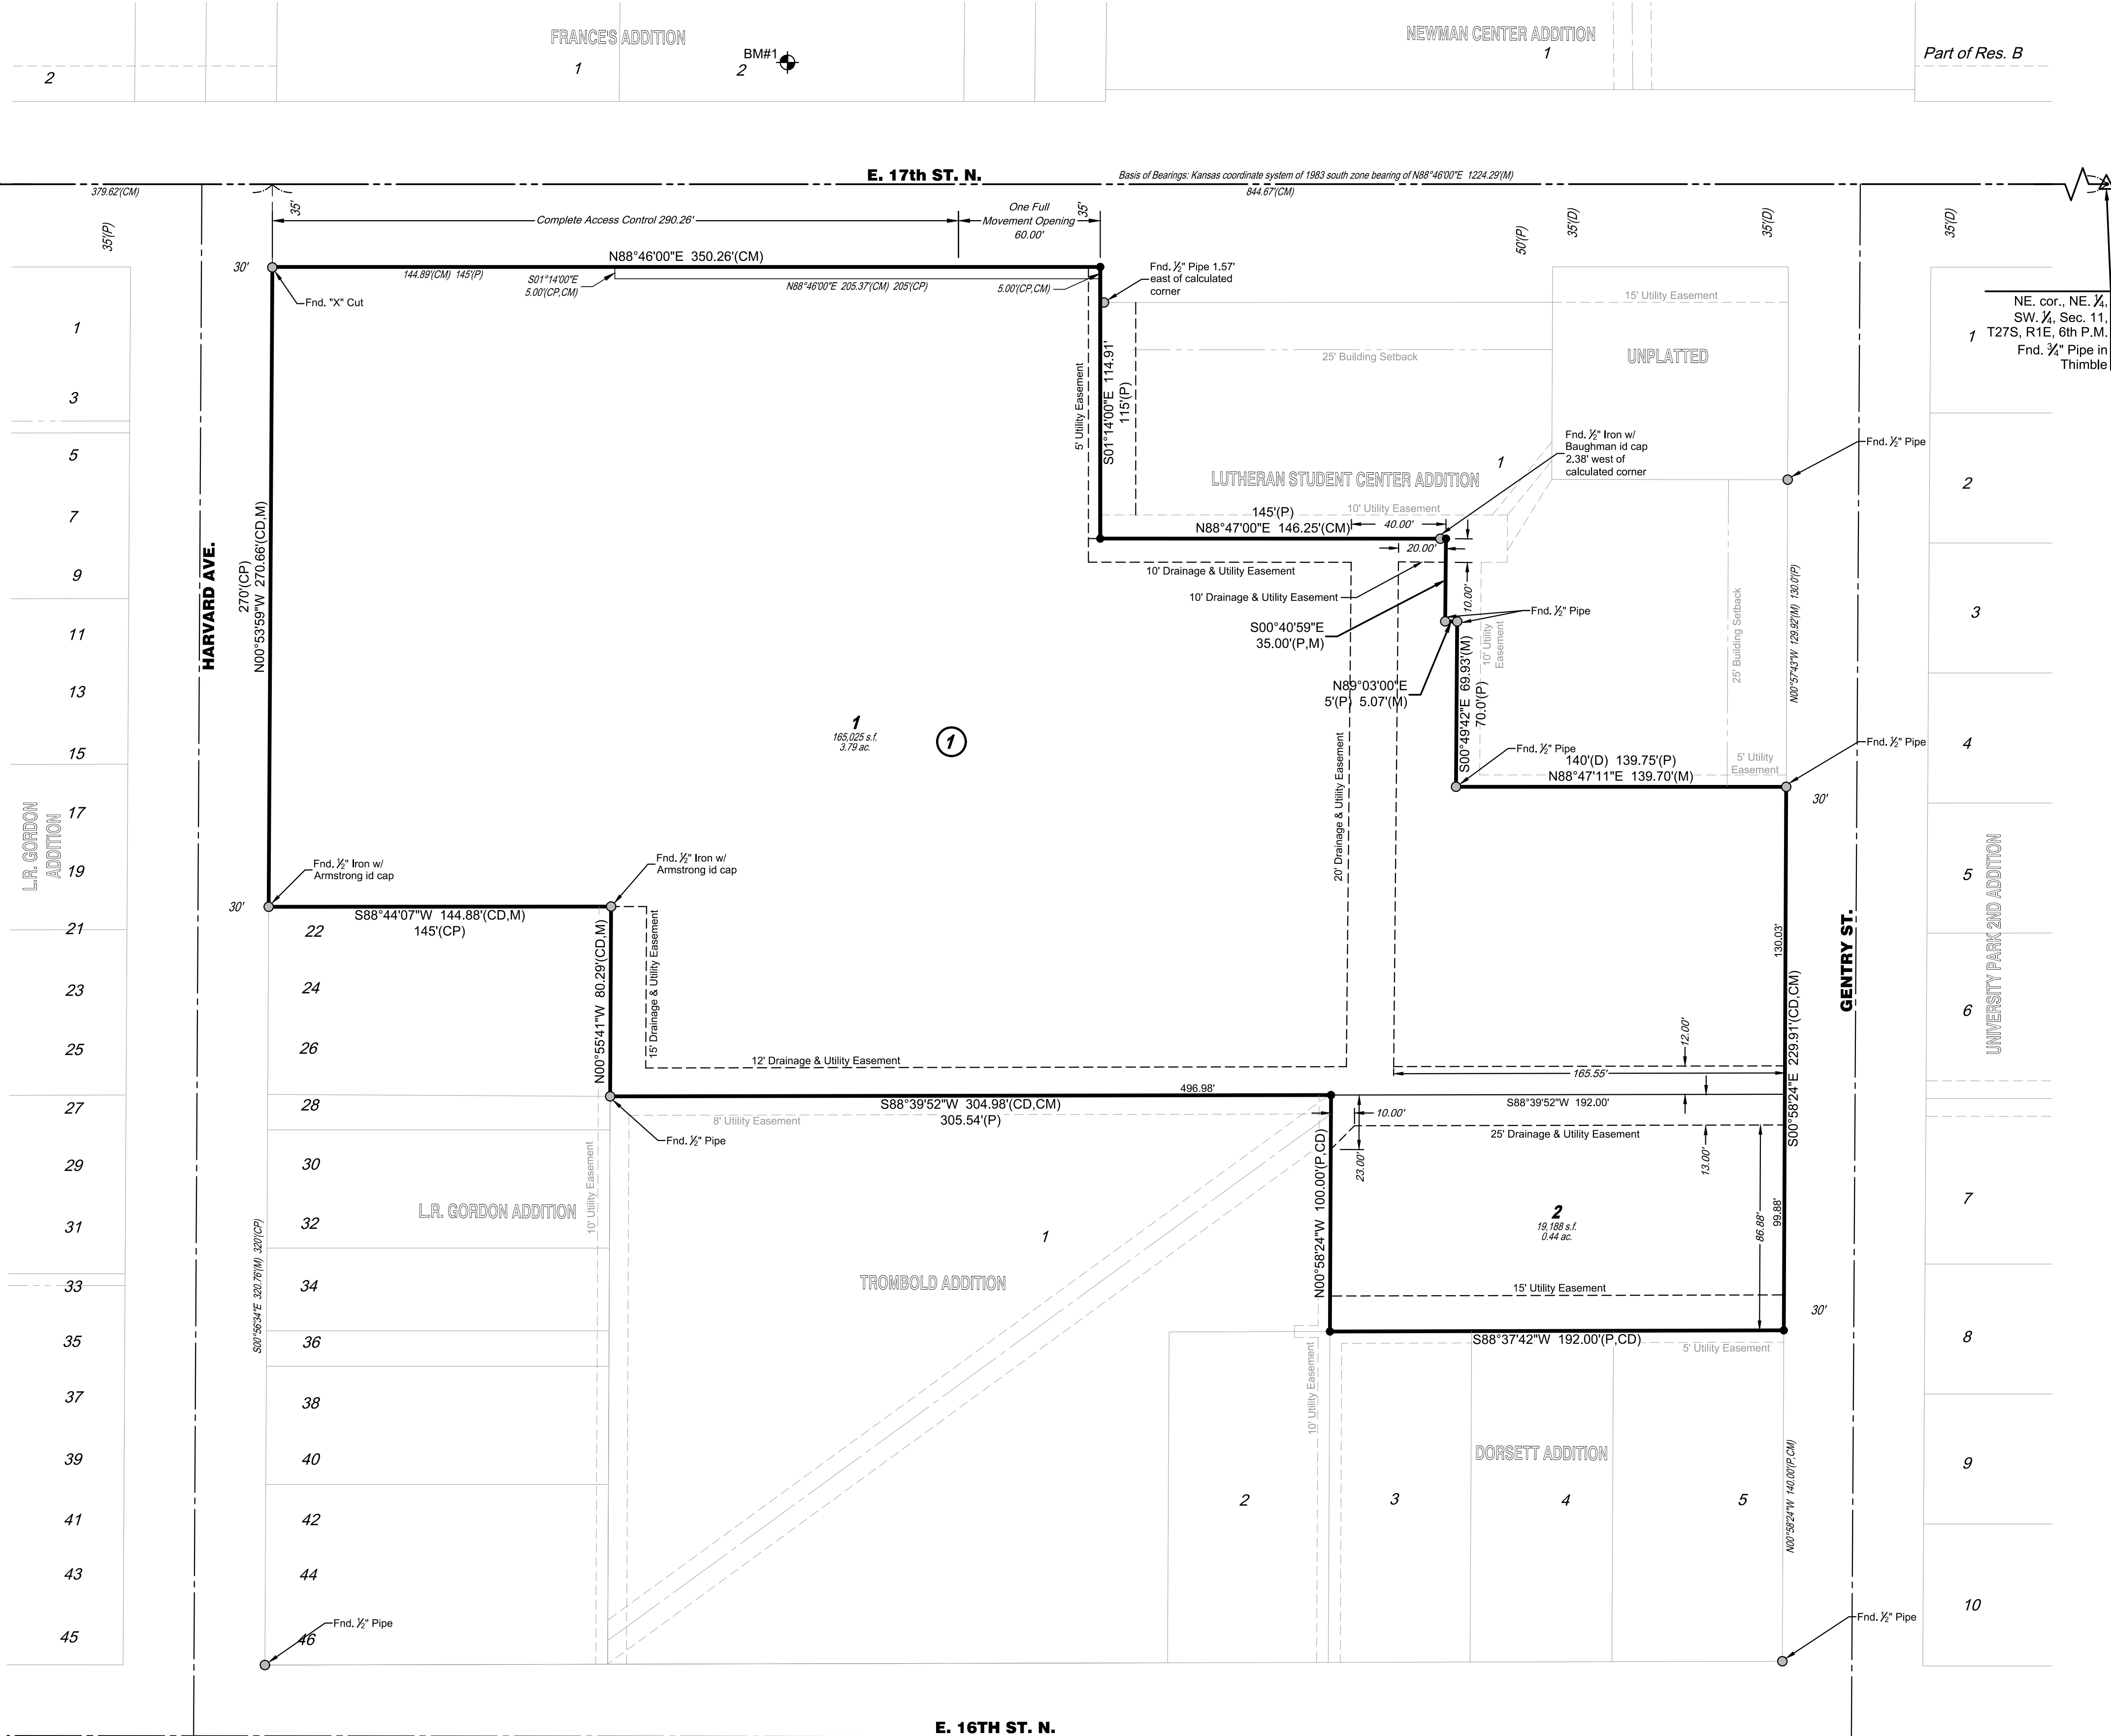 FRANCE'S ADDITION
NEWMAN CENTER ADDITION
BM#1
2
1
2
1
Part of Res. B
E. 17th ST. N.
Basis of Bearings: Kansas coordinate system of 1983 south zone bearing of N88°46'00"E 1224.29'(M)
379.62'(CM)
844.67'(CM)
35'(P)
35'
Complete Access Control 290.26'
One Full
Movement Opening
60.00'
35'
50'(P)
35'(D)
35'(D)
35'(D)
N88°46'00"E 350.26'(CM)
30'
144.89'(CM) 145'(P)
S01°14'00"E
5.00'(CP,CM)
N88°46'00"E 205.37'(CM) 205'(CP)
5.00'(CP,CM)
Fnd. "X" Cut
Fnd. ½" Pipe 1.57'
east of calculated
corner
15' Utility Easement
25' Building Setback
UNPLATTED
NE. cor., NE. ¼,
SW. ¼, Sec. 11,
T27S, R1E, 6th P.M.
Fnd. ¾" Pipe in
Thimble
5' Utility Easement
S01°14'00"E 114.91'
115'(P)
Fnd. ½" Iron w/
Baughman id cap
2.38' west of
calculated corner
Fnd. ½" Pipe
LUTHERAN STUDENT CENTER ADDITION
1
145'(P)
10' Utility Easement
N88°47'00"E 146.25'(CM)
40.00'
20.00'
10' Drainage & Utility Easement
10' Drainage & Utility Easement
10.00'
Fnd. ½" Pipe
S00°40'59"E
35.00'(P,M)
N89°03'00"E
5'(P) 5.07'(M)
S00°49'42"E 69.93'(M)
70.0'(P)
10' Utility
Easement
25' Building Setback
N00°57'43"W 129.92'(M) 130.0'(P)
HARVARD AVE.
270'(CP)
N00°53'59"W 270.66'(CD,M)
1
165,025 s.f.
3.79 ac.
1
Fnd. ½" Pipe
140'(D) 139.75'(P)
N88°47'11"E 139.70'(M)
5' Utility
Easement
Fnd. ½" Pipe
30'
20' Drainage & Utility Easement
L.R. GORDON
ADDITION
Fnd. ½" Iron w/
Armstrong id cap
Fnd. ½" Iron w/
Armstrong id cap
30'
S88°44'07"W 144.88'(CD,M)
145'(CP)
N00°55'41"W 80.29'(CD,M)
15' Drainage & Utility Easement
12' Drainage & Utility Easement
130.03'
S00°58'24"E 229.91'(CD,CM)
GENTRY ST.
UNIVERSITY PARK 2ND ADDITION
12.00'
165.55'
496.98'
S88°39'52"W 304.98'(CD,CM)
305.54'(P)
8' Utility Easement
Fnd. ½" Pipe
S88°39'52"W 192.00'
10.00'
25' Drainage & Utility Easement
23.00'
13.00'
N00°58'24"W 100.00'(P,CD)
2
19,188 s.f.
0.44 ac.
86.88'
99.88'
15' Utility Easement
30'
S88°37'42"W 192.00'(P,CD)
5' Utility Easement
10' Utility Easement
L.R. GORDON ADDITION
TROMBOLD ADDITION
1
10' Utility Easement
S00°56'34"E 320.76'(M) 320'(CP)
DORSETT ADDITION
2
3
4
5
N00°58'24"W 140.00'(P,CM)
Fnd. ½" Pipe
Fnd. ½" Pipe
1
3
5
7
9
11
13
15
17
19
21
23
25
27
29
31
33
35
37
39
41
43
45
22
24
26
28
30
32
34
36
38
40
42
44
46
1
2
3
4
5
6
7
8
9
10
E. 16TH ST. N.